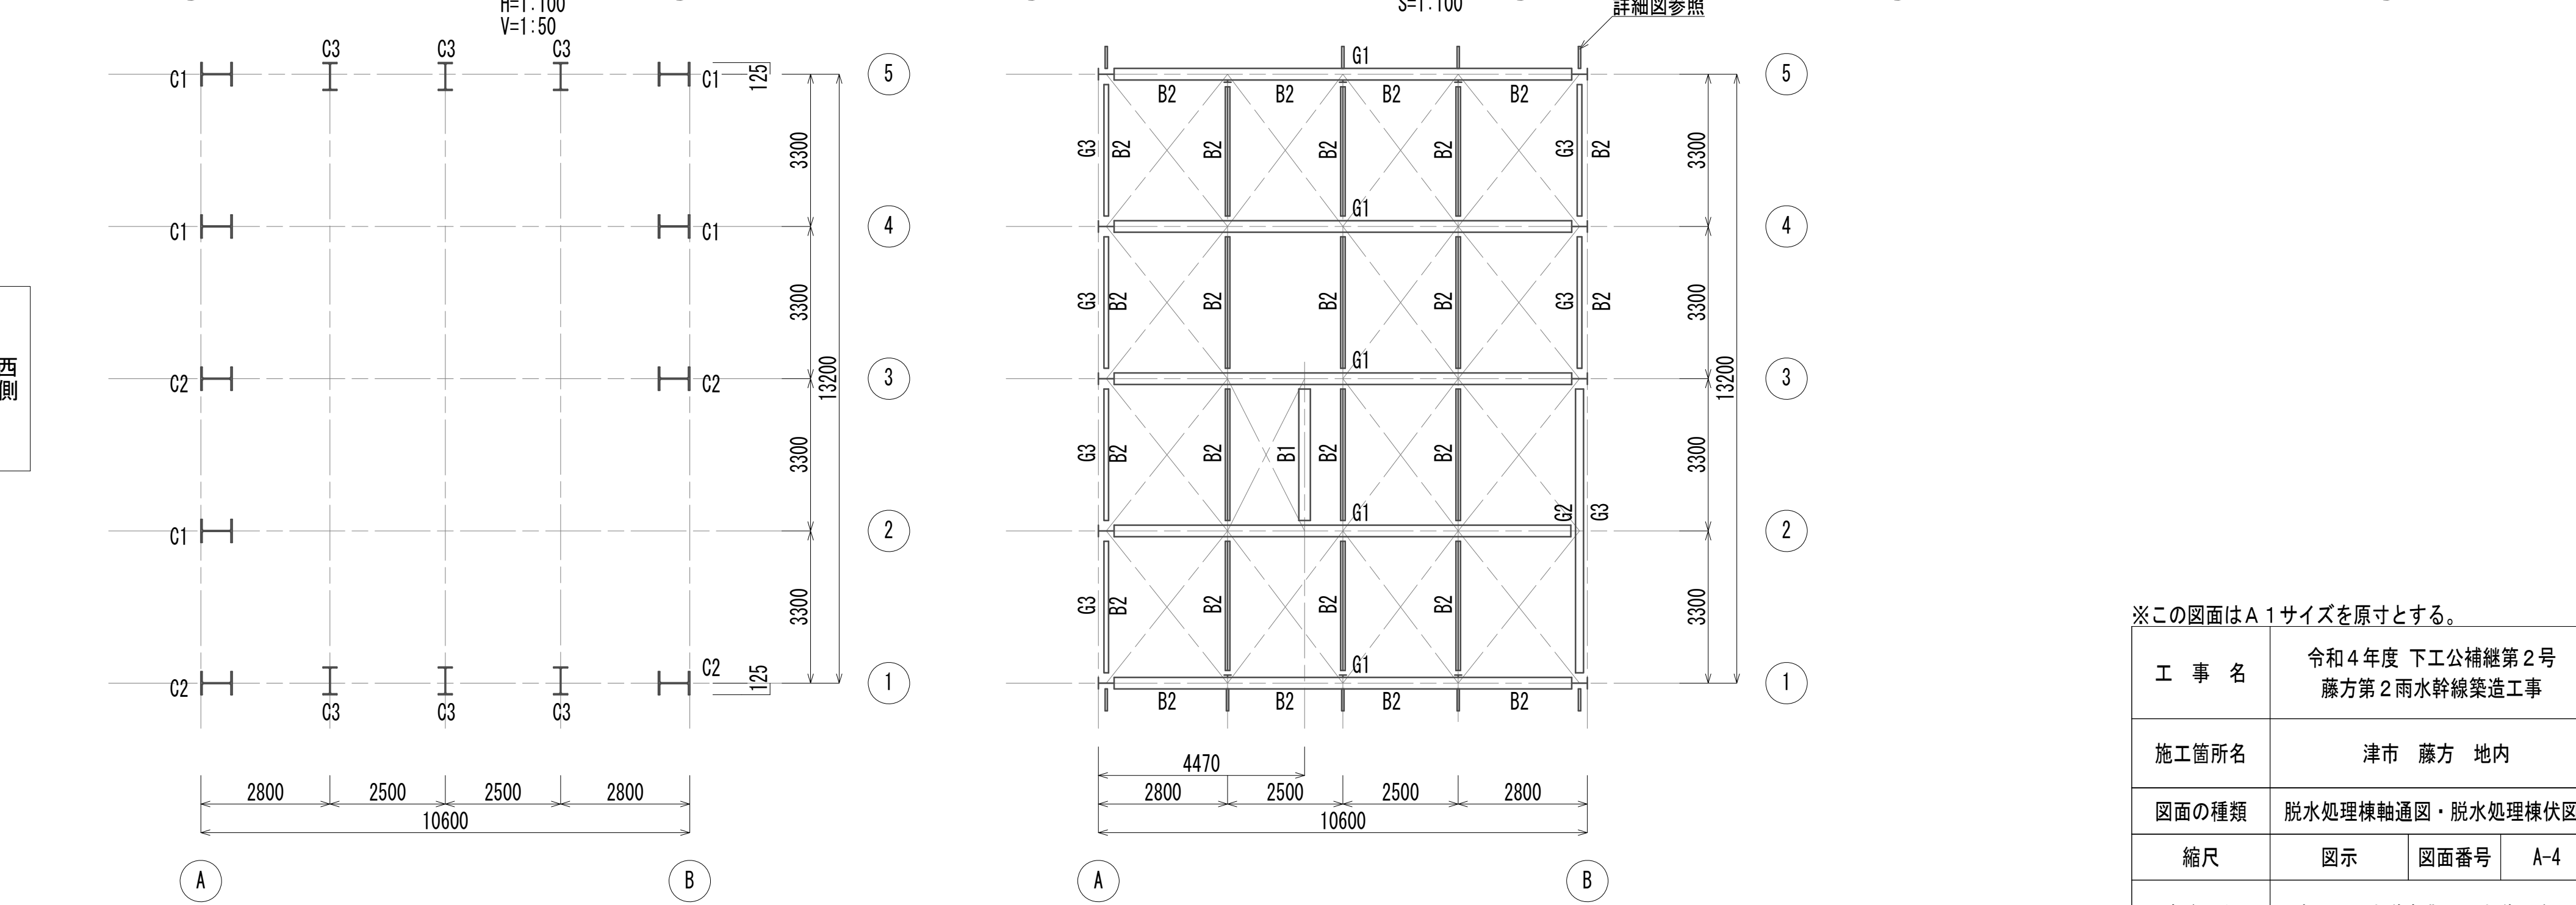 H=1:100
V=1:50
S=1:100
詳細図参照
C3 C3 C3
C1 C1 125 5
3300
C1 C1 4
3300
C2 C2 3
13200
3300
C1 2
3300
C2 C2 125 1
C3 C3 C3
2800 2500 2500 2800
10600
A B
西側
G1 5
B2 B2 B2 B2
G3 B2 B2 B2 B2 G3 B2 3300
G1 4
G3 B2 B2 B2 B2 G3 B2 3300
G1 3
13200
G3 B2 B2 B1 B2 B2 3300
G1 G2 G3 2
G3 B2 B2 B2 B2 3300
G1 1
B2 B2 B2 B2
4470
2800 2500 2500 2800
10600
A B
※この図面はA1サイズを原寸とする。
工事名
令和4年度 下工公補継第2号
藤方第2雨水幹線築造工事
施工箇所名 津市 藤方 地内
図面の種類 脱水処理棟軸通図・脱水処理棟伏図
縮尺 図示 図面番号 A-4